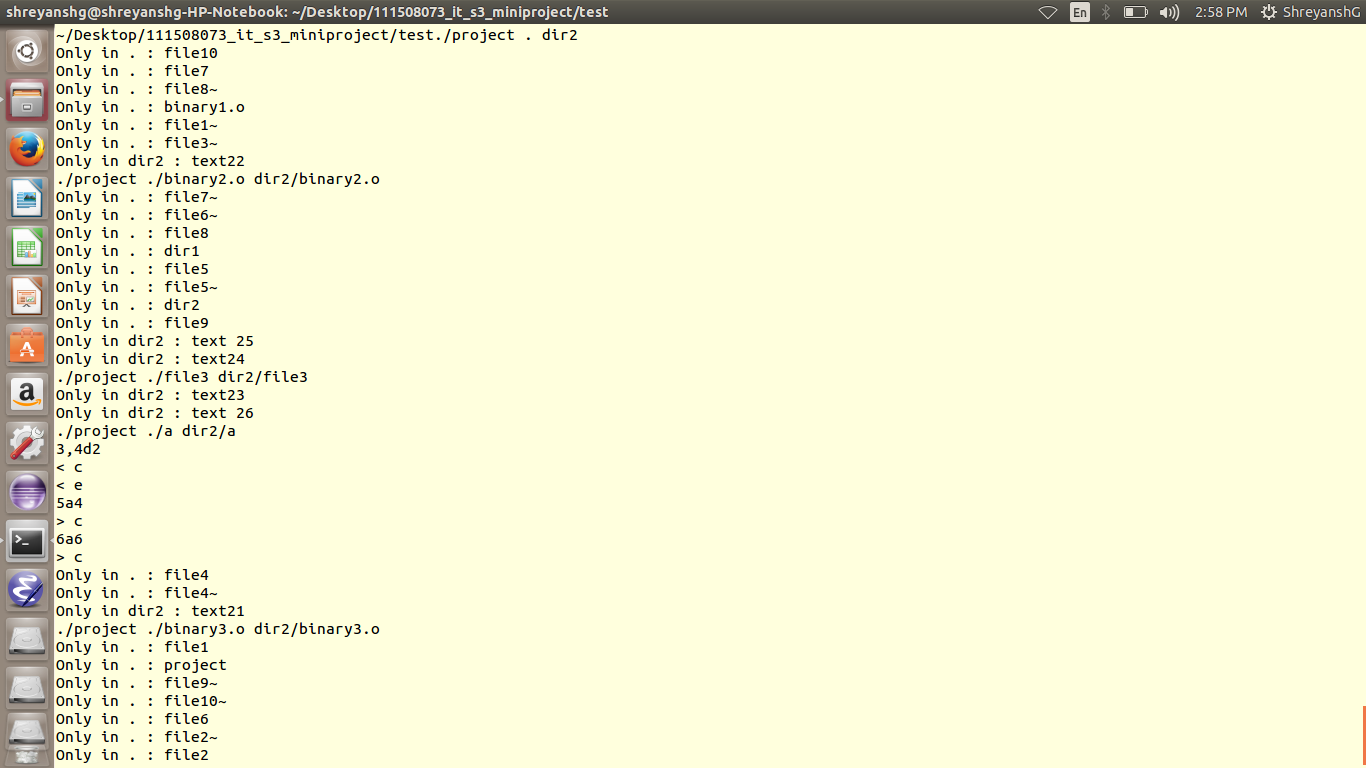 shreyanshg@shreyanshg-HP-Notebook: ~/Desktop/111508073_it_s3_miniproject/test En 2:58 PM ShreyanshG
~/Desktop/111508073_it_s3_miniproject/test./project . dir2
Only in . : file10
Only in . : file7
Only in . : file8~
Only in . : binary1.o
Only in . : file1~
Only in . : file3~
Only in dir2 : text22
./project ./binary2.o dir2/binary2.o
Only in . : file7~
Only in . : file6~
Only in . : file8
Only in . : dir1
Only in . : file5
Only in . : file5~
Only in . : dir2
Only in . : file9
Only in dir2 : text 25
Only in dir2 : text24
./project ./file3 dir2/file3
Only in dir2 : text23
Only in dir2 : text 26
./project ./a dir2/a
3,4d2
< c
< e
5a4
> c
6a6
> c
Only in . : file4
Only in . : file4~
Only in dir2 : text21
./project ./binary3.o dir2/binary3.o
Only in . : file1
Only in . : project
Only in . : file9~
Only in . : file10~
Only in . : file6
Only in . : file2~
Only in . : file2